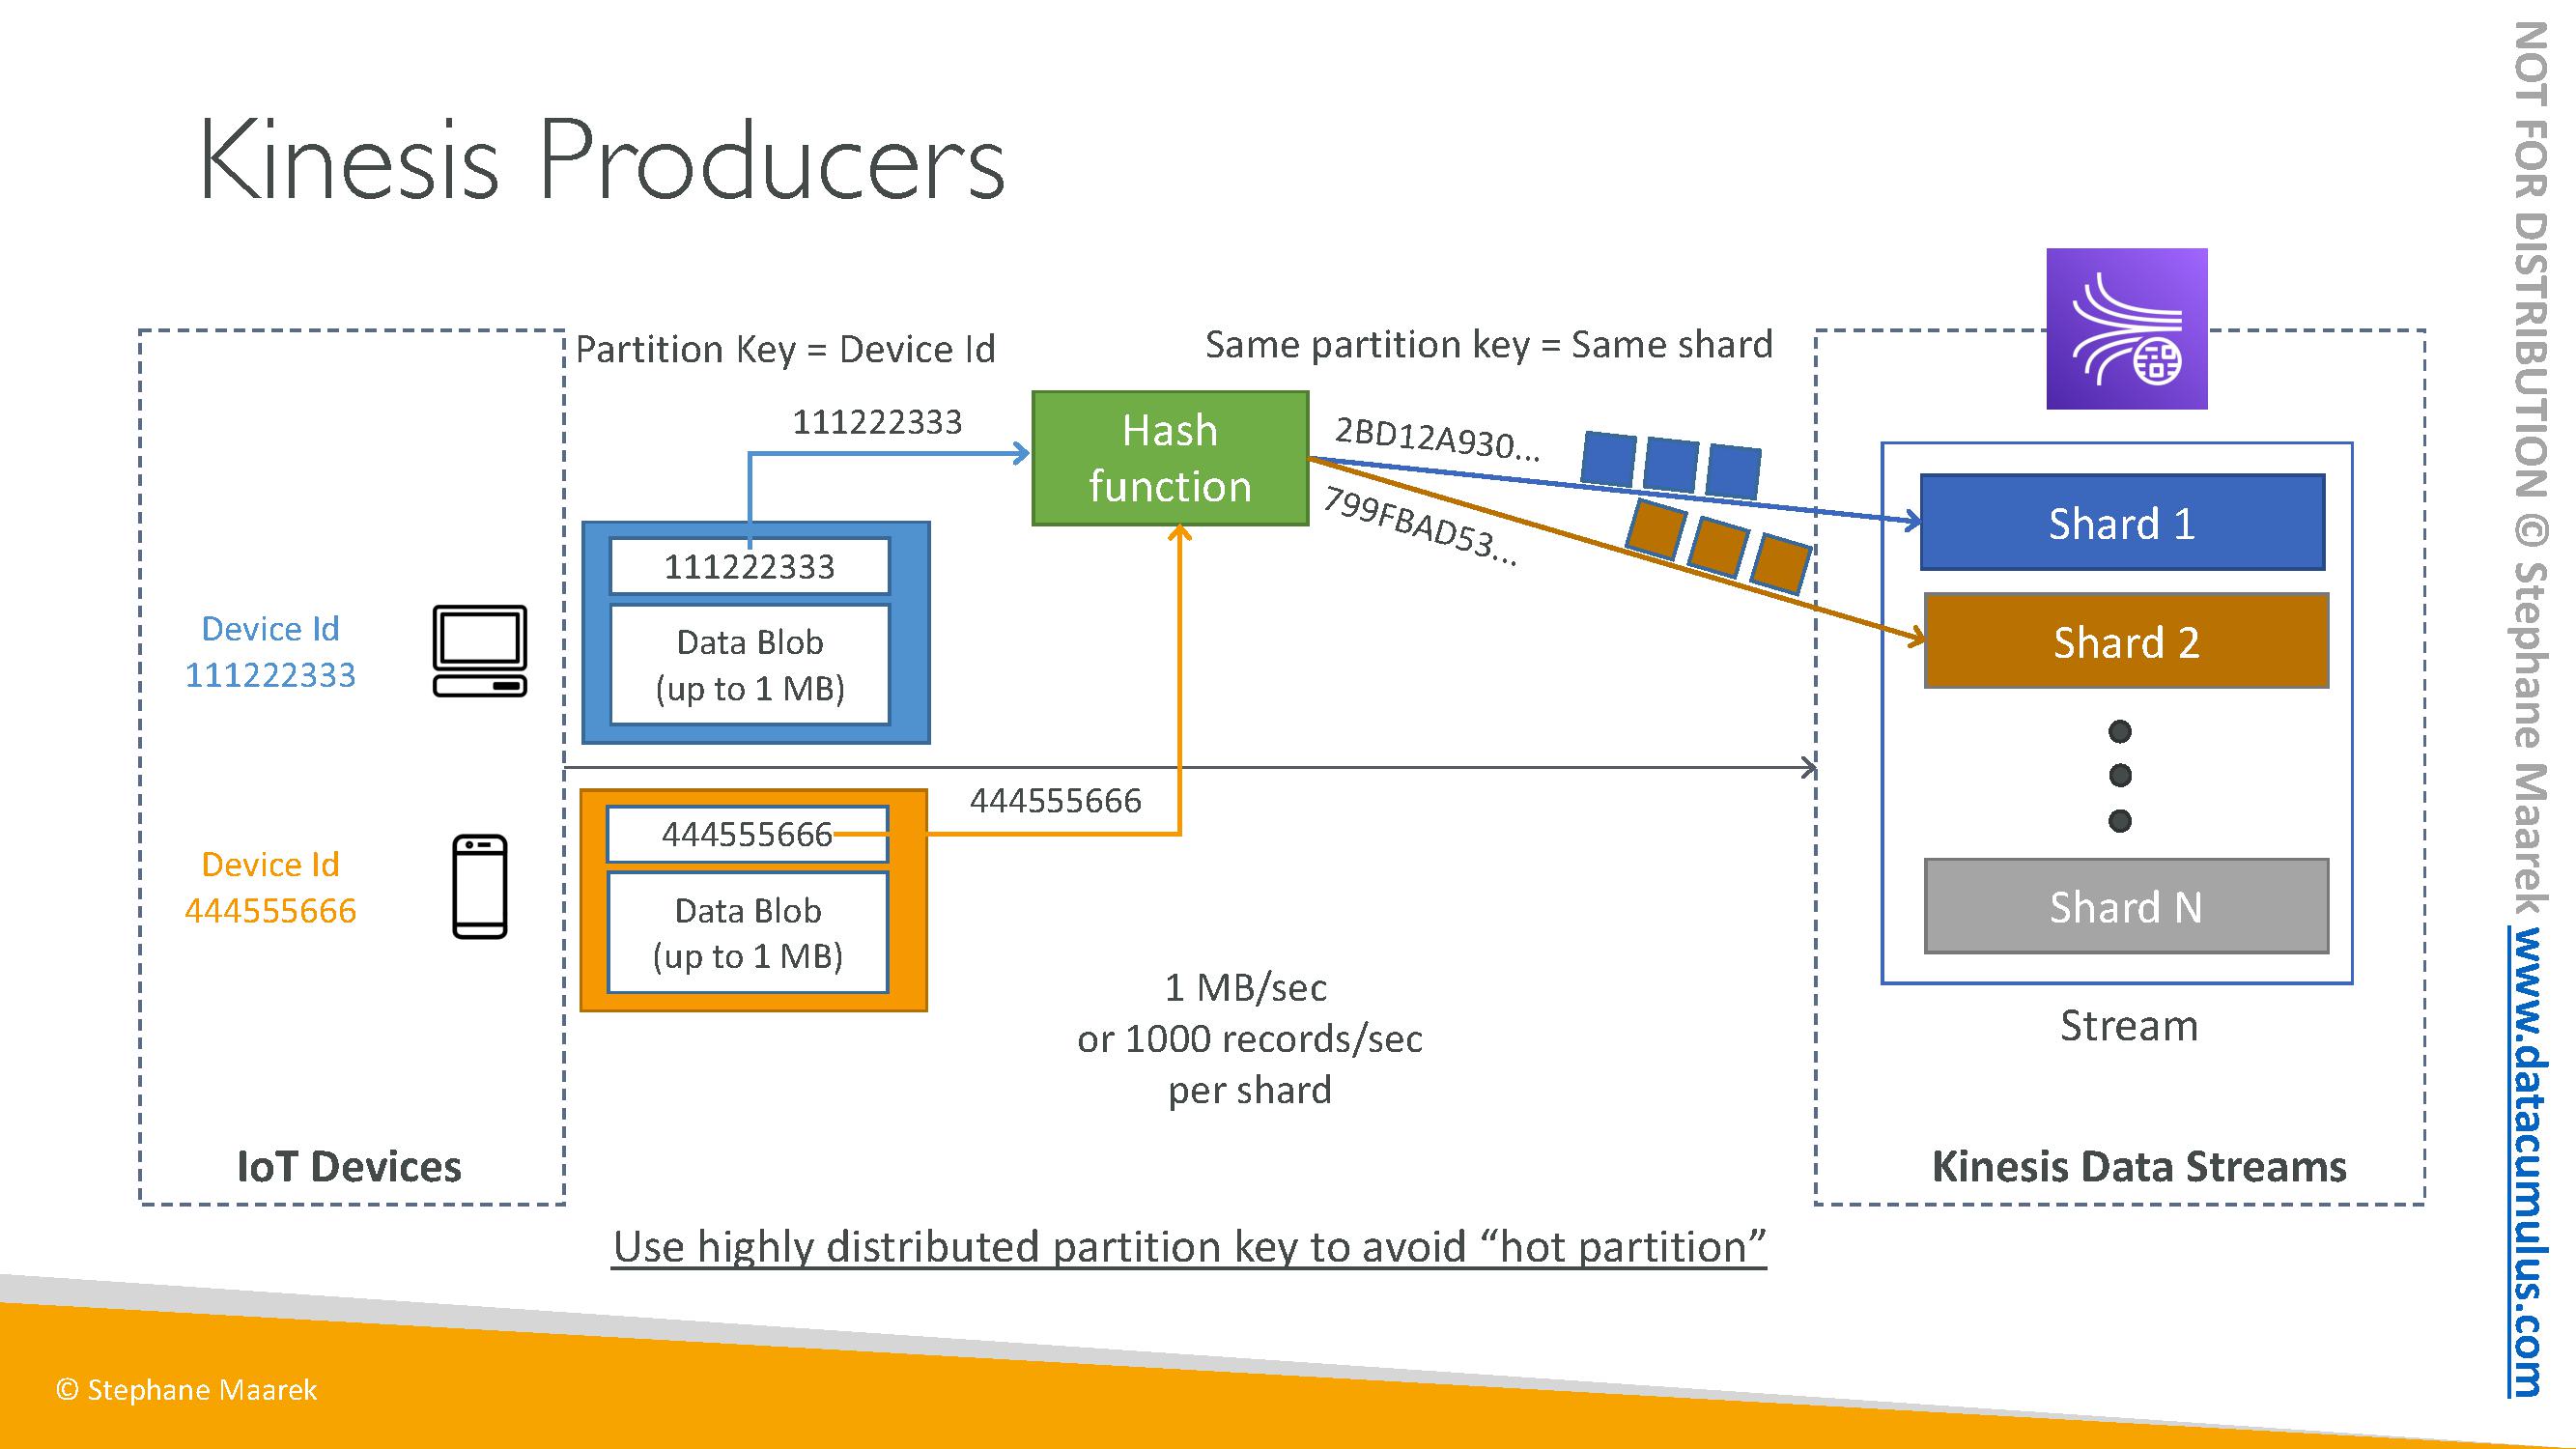 Kinesis Producers
Partition Key = Device Id
Same partition key = Same shard
111222333
Hash
function
2BD12A930...
799FBAD53...
Shard 1
111222333
Data Blob
(up to 1 MB)
Device Id
111222333
Shard 2
444555666
444555666
Data Blob
(up to 1 MB)
Device Id
444555666
Shard N
1 MB/sec
or 1000 records/sec
per shard
Stream
IoT Devices
Kinesis Data Streams
Use highly distributed partition key to avoid “hot partition”
© Stephane Maarek
NOT FOR DISTRIBUTION © Stephane Maarek www.datacumulus.com